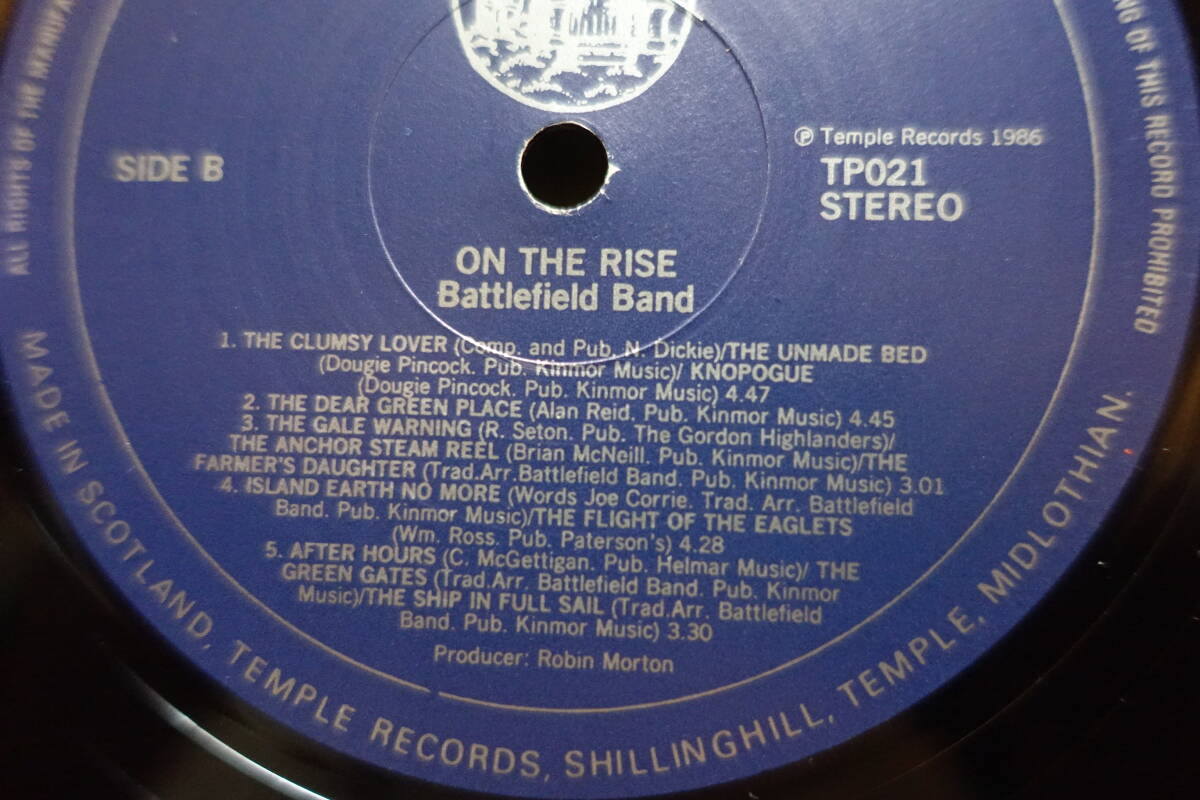 SIDE B
℗ Temple Records 1986
TP021
STEREO
ON THE RISE
Battlefield Band
1. THE CLUMSY LOVER (Comp. and Pub. N. Dickie)/THE UNMADE BED
(Dougie Pincock. Pub. Kinmor Music)/ KNOPOGUE
(Dougie Pincock. Pub. Kinmor Music) 4.47
2. THE DEAR GREEN PLACE (Alan Reid. Pub. Kinmor Music) 4.45
3. THE GALE WARNING (R. Seton. Pub. The Gordon Highlanders)/
THE ANCHOR STEAM REEL (Brian McNeill. Pub. Kinmor Music)/THE
FARMER'S DAUGHTER (Trad.Arr.Battlefield Band. Pub. Kinmor Music) 3.01
4. ISLAND EARTH NO MORE (Words Joe Corrie. Trad. Arr. Battlefield
Band. Pub. Kinmor Music)/THE FLIGHT OF THE EAGLETS
(Wm. Ross. Pub. Paterson's) 4.28
5. AFTER HOURS (C. McGettigan. Pub. Helmar Music)/ THE
GREEN GATES (Trad.Arr. Battlefield Band. Pub. Kinmor
Music)/THE SHIP IN FULL SAIL (Trad.Arr. Battlefield
Band. Pub. Kinmor Music) 3.30
Producer: Robin Morton
MADE IN SCOTLAND, TEMPLE RECORDS, SHILLINGHILL, TEMPLE, MIDLOTHIAN.
ALL RIGHTS OF THE
OF THIS RECORD PROHIBITED